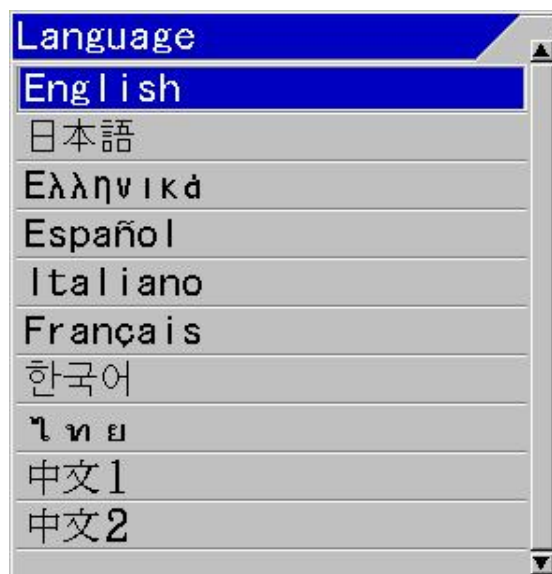 Language
English
日本語
Ελληνικά
Español
Italiano
Français
한국어
ไทย
中文1
中文2